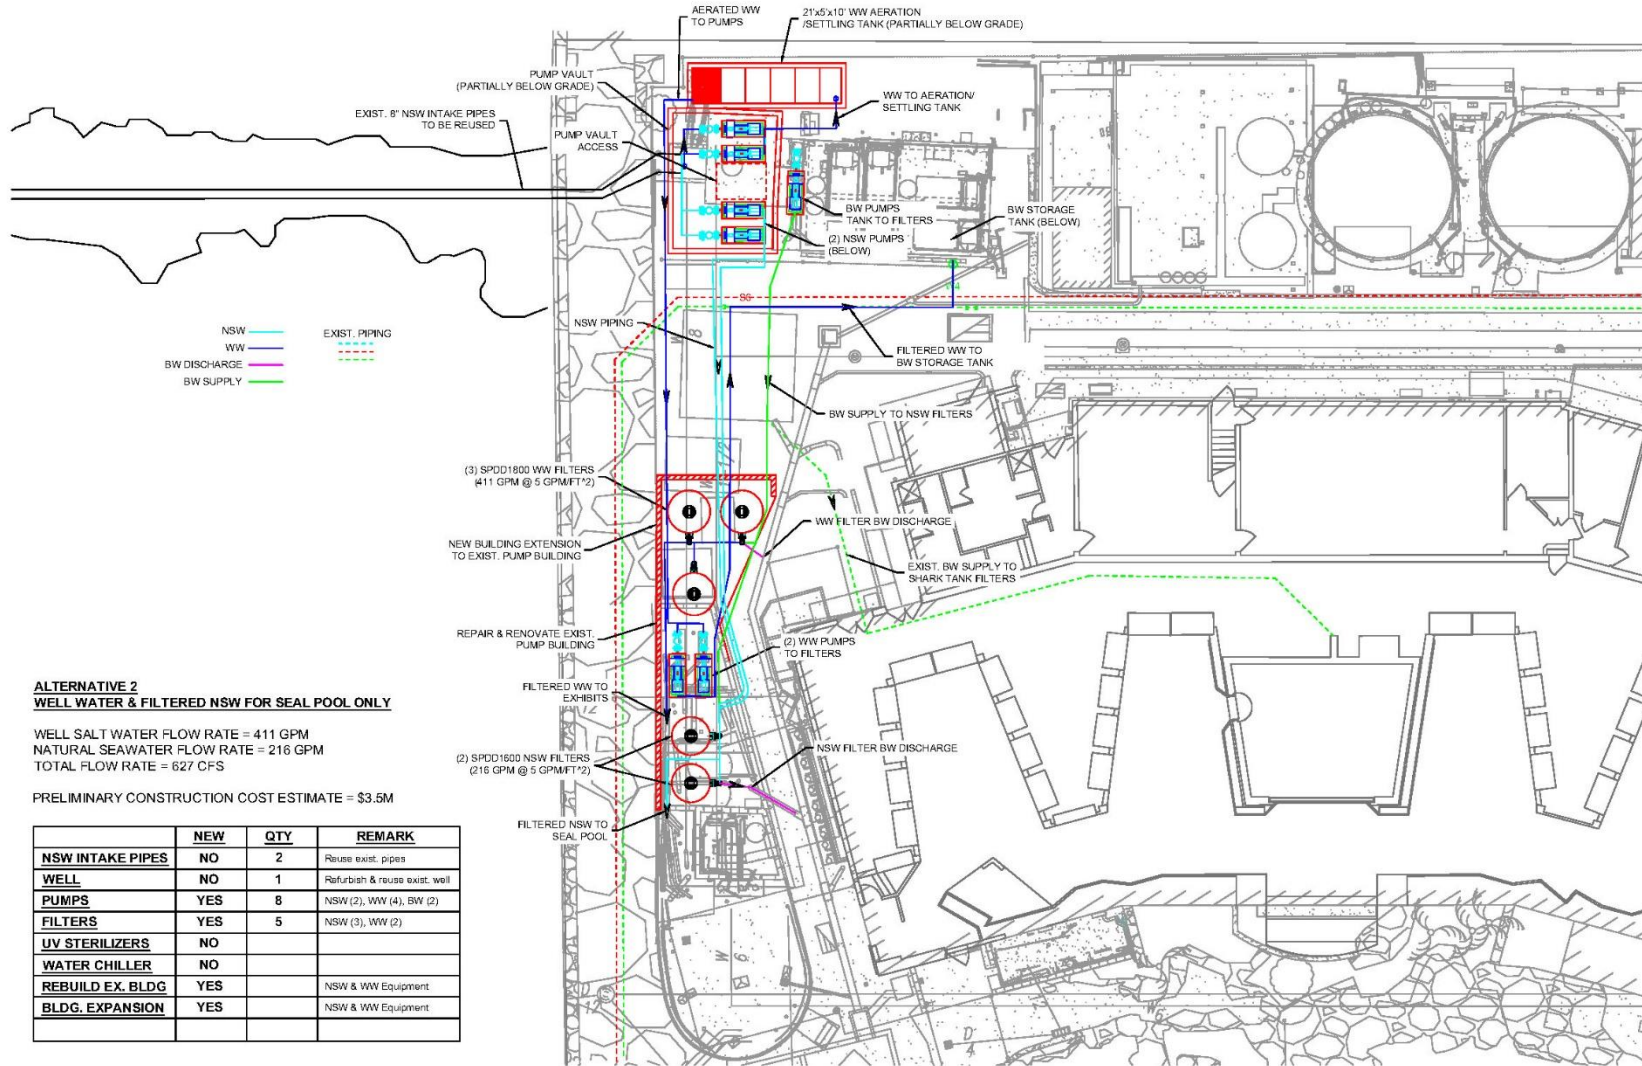 AERATED WW
TO PUMPS
21'x5'x10' WW AERATION
/SETTLING TANK (PARTIALLY BELOW GRADE)
PUMP VAULT
(PARTIALLY BELOW GRADE)
WW TO AERATION/
SETTLING TANK
EXIST. 8" NSW INTAKE PIPES
TO BE REUSED
PUMP VAULT
ACCESS
BW PUMPS
TANK TO FILTERS
BW STORAGE
TANK (BELOW)
(2) NSW PUMPS
(BELOW)
NSW PIPING
NSW
WW
BW DISCHARGE
BW SUPPLY
EXIST. PIPING
FILTERED WW TO
BW STORAGE TANK
BW SUPPLY TO NSW FILTERS
(3) SPDD1800 WW FILTERS
(411 GPM @ 5 GPM/FT^2)
WW FILTER BW DISCHARGE
NEW BUILDING EXTENSION
TO EXIST. PUMP BUILDING
EXIST. BW SUPPLY TO
SHARK TANK FILTERS
REPAIR & RENOVATE EXIST.
PUMP BUILDING
(2) WW PUMPS
TO FILTERS
FILTERED WW TO
EXHIBITS
NSW FILTER BW DISCHARGE
(2) SPDD1600 NSW FILTERS
(216 GPM @ 5 GPM/FT^2)
FILTERED NSW TO
SEAL POOL
W 8
W 6
D 4
ALTERNATIVE 2
WELL WATER & FILTERED NSW FOR SEAL POOL ONLY
WELL SALT WATER FLOW RATE = 411 GPM
NATURAL SEAWATER FLOW RATE = 216 GPM
TOTAL FLOW RATE = 627 CFS
PRELIMINARY CONSTRUCTION COST ESTIMATE = $3.5M
NEW QTY REMARK
NSW INTAKE PIPES NO 2 Reuse exist. pipes
WELL NO 1 Refurbish & reuse exist. well
PUMPS YES 8 NSW (2), WW (4), BW (2)
FILTERS YES 5 NSW (3), WW (2)
UV STERILIZERS NO
WATER CHILLER NO
REBUILD EX. BLDG YES NSW & WW Equipment
BLDG. EXPANSION YES NSW & WW Equipment